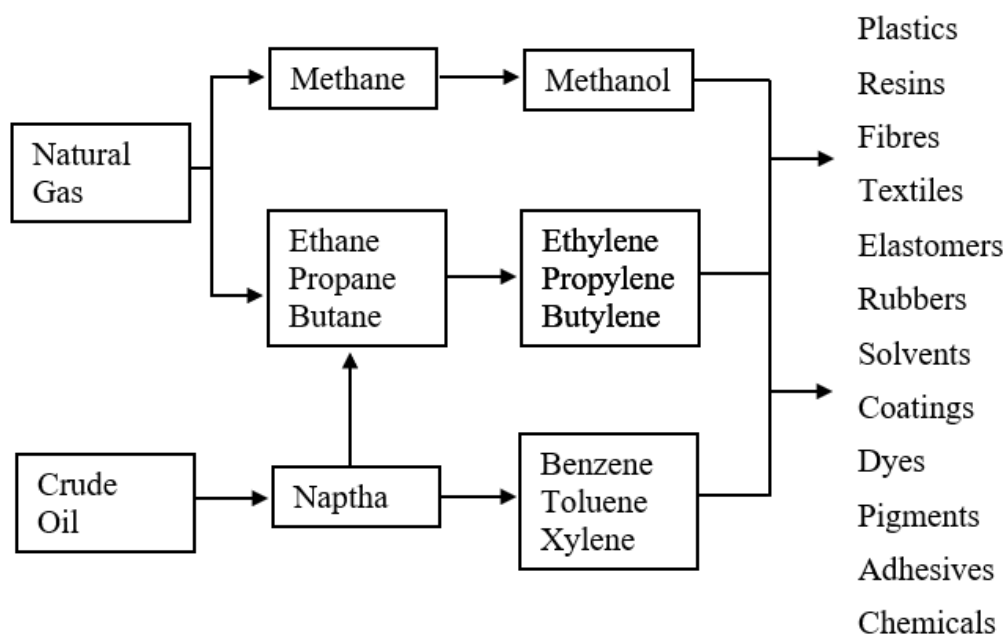 Natural
Gas
Methane
Methanol
Ethane
Propane
Butane
Ethylene
Propylene
Butylene
Crude
Oil
Naptha
Benzene
Toluene
Xylene
Plastics
Resins
Fibres
Textiles
Elastomers
Rubbers
Solvents
Coatings
Dyes
Pigments
Adhesives
Chemicals